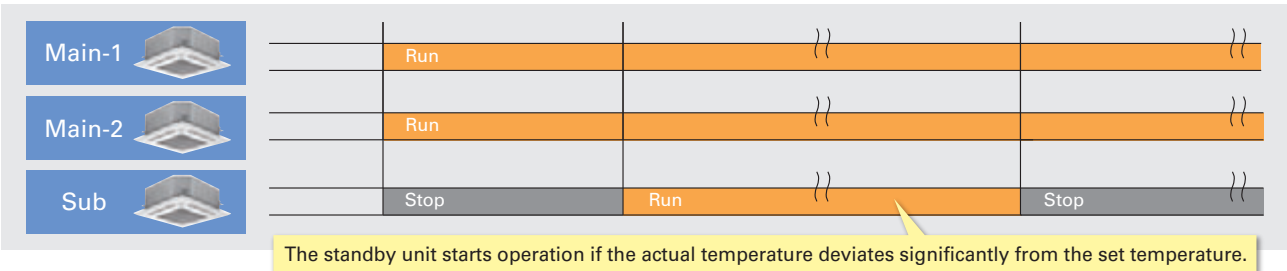 Main-1
Run
Main-2
Run
Sub
Stop
Run
Stop
The standby unit starts operation if the actual temperature deviates significantly from the set temperature.